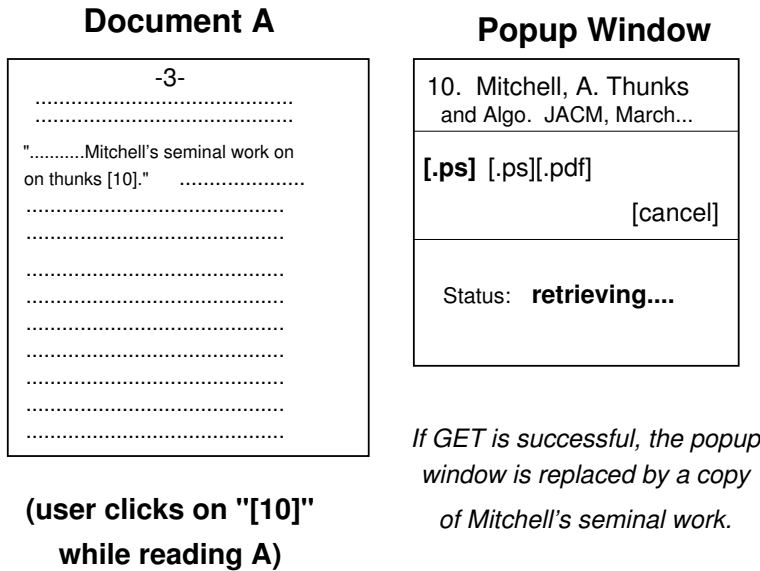 Document A
-3-
..........................................
..........................................
"...........Mitchell's seminal work on
on thunks [10]." .....................
..........................................
..........................................
..........................................
..........................................
..........................................
..........................................
..........................................
..........................................
..........................................
(user clicks on "[10]"
while reading A)
Popup Window
10. Mitchell, A. Thunks
and Algo. JACM, March...
[.ps] [.ps][.pdf]
[cancel]
Status: retrieving....
If GET is successful, the popup
window is replaced by a copy
of Mitchell's seminal work.